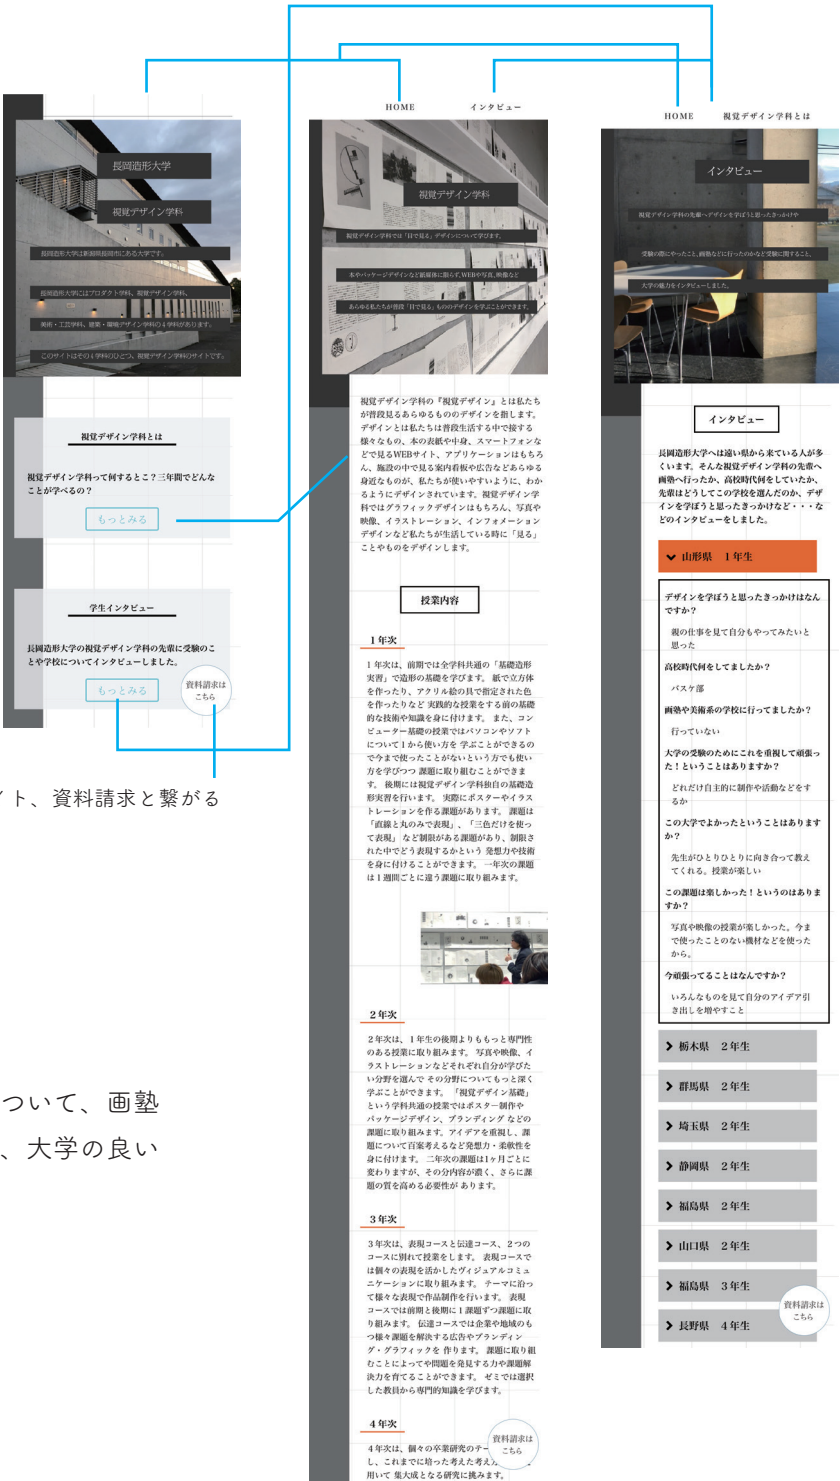 長岡造形大学
視覚デザイン学科
長岡造形大学は新潟県長岡市にある大学です。
長岡造形大学にはプロダクト学科、視覚デザイン学科、
美術・工芸学科、建築・環境デザイン学科の4学科があります。
このサイトはその4学科のひとつ、視覚デザイン学科のサイトです。
視覚デザイン学科とは
視覚デザイン学科って何するとこ？三年間でどんな
ことが学べるの？
もっとみる
学生インタビュー
長岡造形大学の視覚デザイン学科の先輩に受験のこ
とや学校についてインタビューしました。
もっとみる
資料請求は
こちら
イト、資料請求と繋がる
ついて、画塾
、大学の良い
HOME
インタビュー
視覚デザイン学科
視覚デザイン学科では「目で見る」デザインについて学びます。
本やパッケージデザインなど紙媒体に限らず、WEBや写真、映像など
あらゆる私たちが普段「目で見る」もののデザインを学ぶことができます。
視覚デザイン学科の『視覚デザイン』とは私たち
が普段見るあらゆるもののデザインを指します。
デザインとは私たちは普段生活する中で接する
様々なもの、本の表紙や中身、スマートフォンな
どで見るWEBサイト、アプリケーションはもちろ
ん、施設の中で見る案内看板や広告などあらゆる
身近なものが、私たちが使いやすいように、わか
るようにデザインされています。視覚デザイン学
科ではグラフィックデザインはもちろん、写真や
映像、イラストレーション、インフォメーション
デザインなど私たちが生活している時に「見る」
ことやものをデザインします。
授業内容
1年次
1年次は、前期では全学科共通の「基礎造形
実習」で造形の基礎を学びます。 紙で立方体
を作ったり、アクリル絵の具で指定された色
を作ったりなど 実践的な授業をする前の基礎
的な技術や知識を身に付けます。 また、コン
ピューター基礎の授業ではパソコンやソフト
について1から使い方を 学ぶことができるの
で今まで使ったことがないという方でも使い
方を学びつつ 課題に取り組むことができま
す。 後期には視覚デザイン学科独自の基礎造
形実習を行います。 実際にポスターやイラス
トレーションを作る課題があります。 課題は
「直線と丸のみで表現」、「三色だけを使っ
て表現」 など制限がある課題があり、制限さ
れた中でどう表現するかという 発想力や技術
を身に付けることができます。 一年次の課題
は1週間ごとに違う課題に取り組みます。
2年次
2年次は、1年生の後期よりももっと専門性
のある授業に取り組みます。 写真や映像、イ
ラストレーションなどそれぞれ自分が学びた
い分野を選んで その分野についてもっと深く
学ぶことができます。 「視覚デザイン基礎」
という学科共通の授業ではポスター制作や
パッケージデザイン、ブランディング などの
課題に取り組みます。アイデアを重視し、課
題について百案考えるなど発想力・柔軟性を
身に付けます。 二年次の課題は1ヶ月ごとに
変わりますが、その分内容が濃く、さらに課
題の質を高める必要性が あります。
3年次
3年次は、表現コースと伝達コース、2つの
コースに別れて授業をします。 表現コースで
は個々の表現を活かしたヴィジュアルコミュ
ニケーションに取り組みます。 テーマに沿っ
て様々な表現で作品制作を行います。 表現
コースでは前期と後期に1課題ずつ課題に取
り組みます。 伝達コースでは企業や地域のも
つ様々課題を解決する広告やブランディン
グ・グラフィックを 作ります。 課題に取り組
むことによってや問題を発見する力や課題解
決力を育てることができます。 ゼミでは選択
した教員から専門的知識を学びます。
4年次
4年次は、個々の卒業研究のテー
し、これまでに培った考えた考え方
用いて 集大成となる研究に挑みます。
資料請求は
こちら
HOME
視覚デザイン学科とは
インタビュー
視覚デザイン学科の先輩へデザインを学ぼうと思ったきっかけや
受験の際にやったこと、画塾などに行ったのかなど受験に関すること、
大学の魅力をインタビューしました。
インタビュー
長岡造形大学へは遠い県から来ている人が多
くいます。そんな視覚デザイン学科の先輩へ
画塾へ行ったか、高校時代何をしていたか、
先輩はどうしてこの学校を選んだのか、デザ
インを学ぼうと思ったきっかけなど・・・な
どのインタビューをしました。
山形県 1年生
デザインを学ぼうと思ったきっかけはなん
ですか？
親の仕事を見て自分もやってみたいと
思った
高校時代何をしてましたか？
バスケ部
画塾や美術系の学校に行ってましたか？
行っていない
大学の受験のためにこれを重視して頑張っ
た！ということはありますか？
どれだけ自主的に制作や活動などをす
るか
この大学でよかったということはあります
か？
先生がひとりひとりに向き合って教え
てくれる。授業が楽しい
この課題は楽しかった！というのはありま
すか？
写真や映像の授業が楽しかった。今ま
で使ったことのない機材などを使った
から。
今頑張ってることはなんですか？
いろんなものを見て自分のアイデア引
き出しを増やすこと
栃木県 2年生
群馬県 2年生
埼玉県 2年生
静岡県 2年生
福島県 2年生
山口県 2年生
福島県 3年生
長野県 4年生
資料請求は
こちら